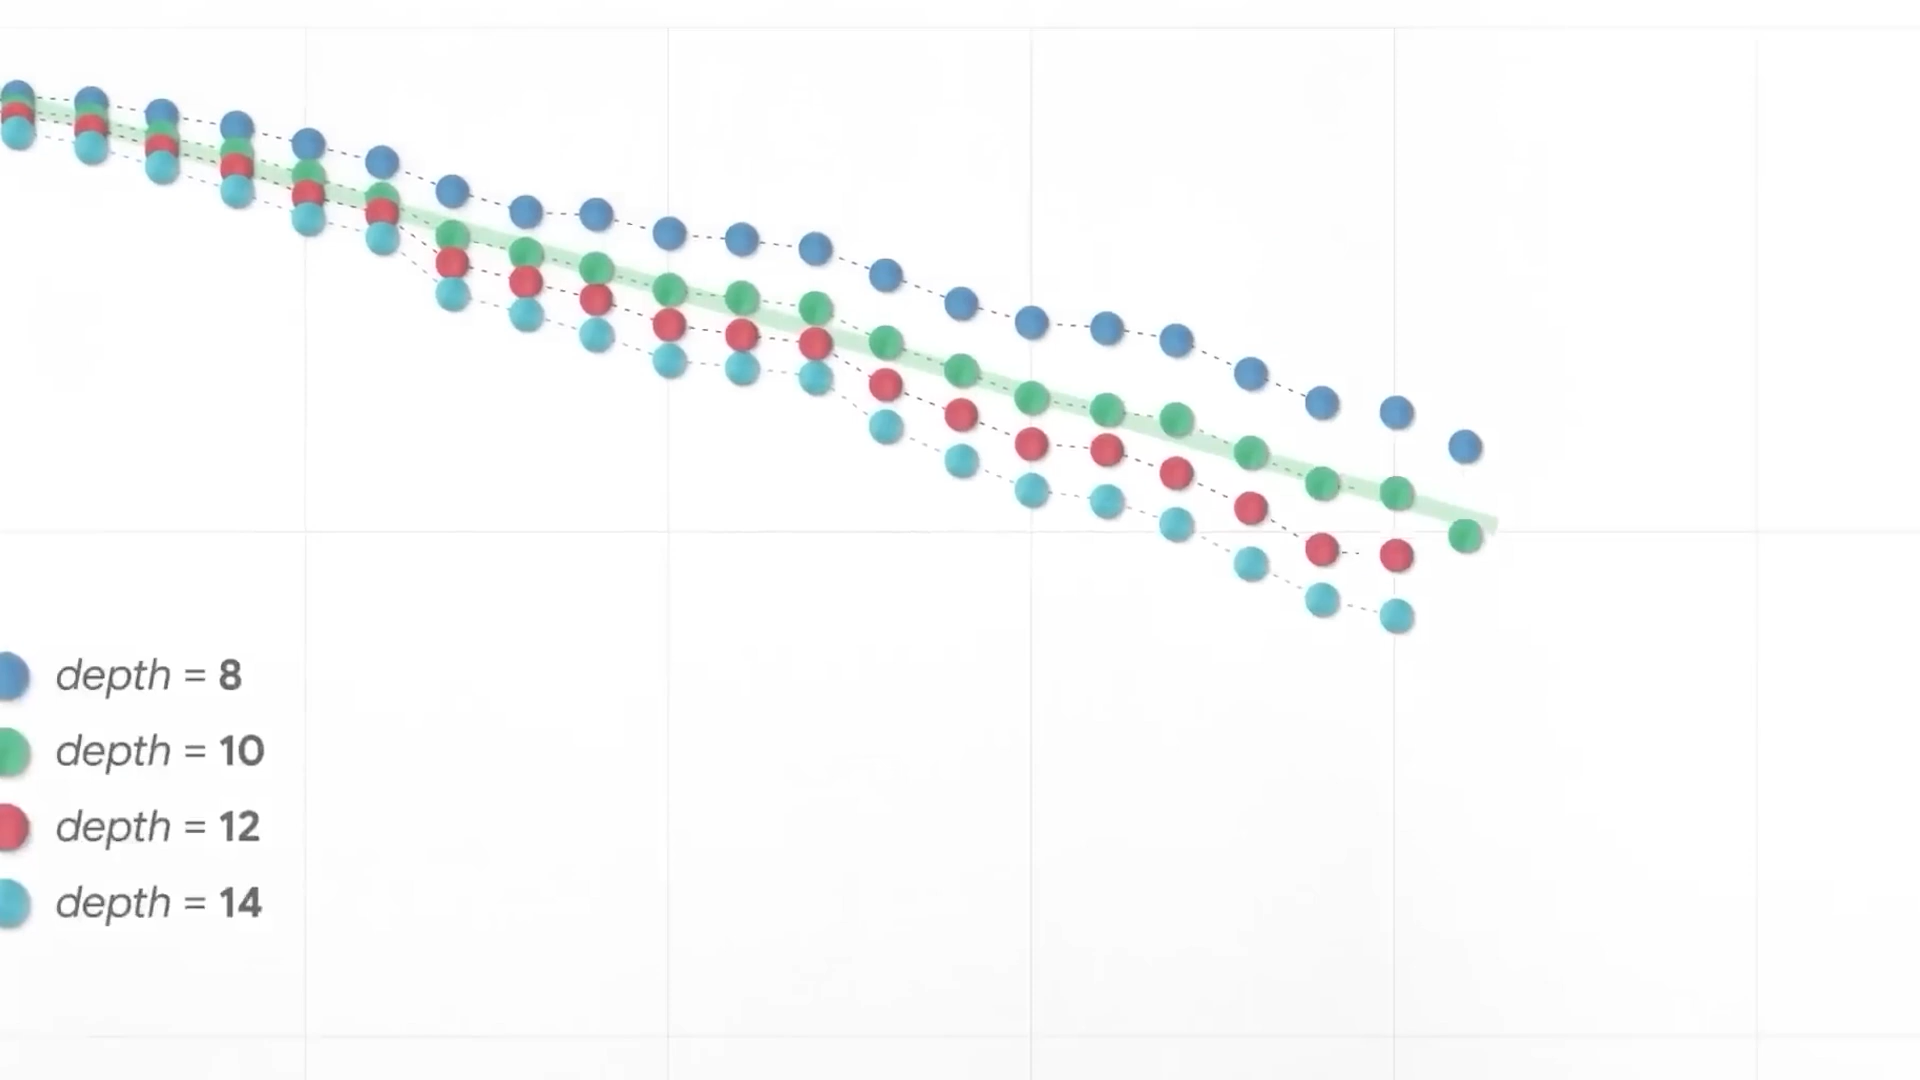 depth = 8
depth = 10
depth = 12
depth = 14